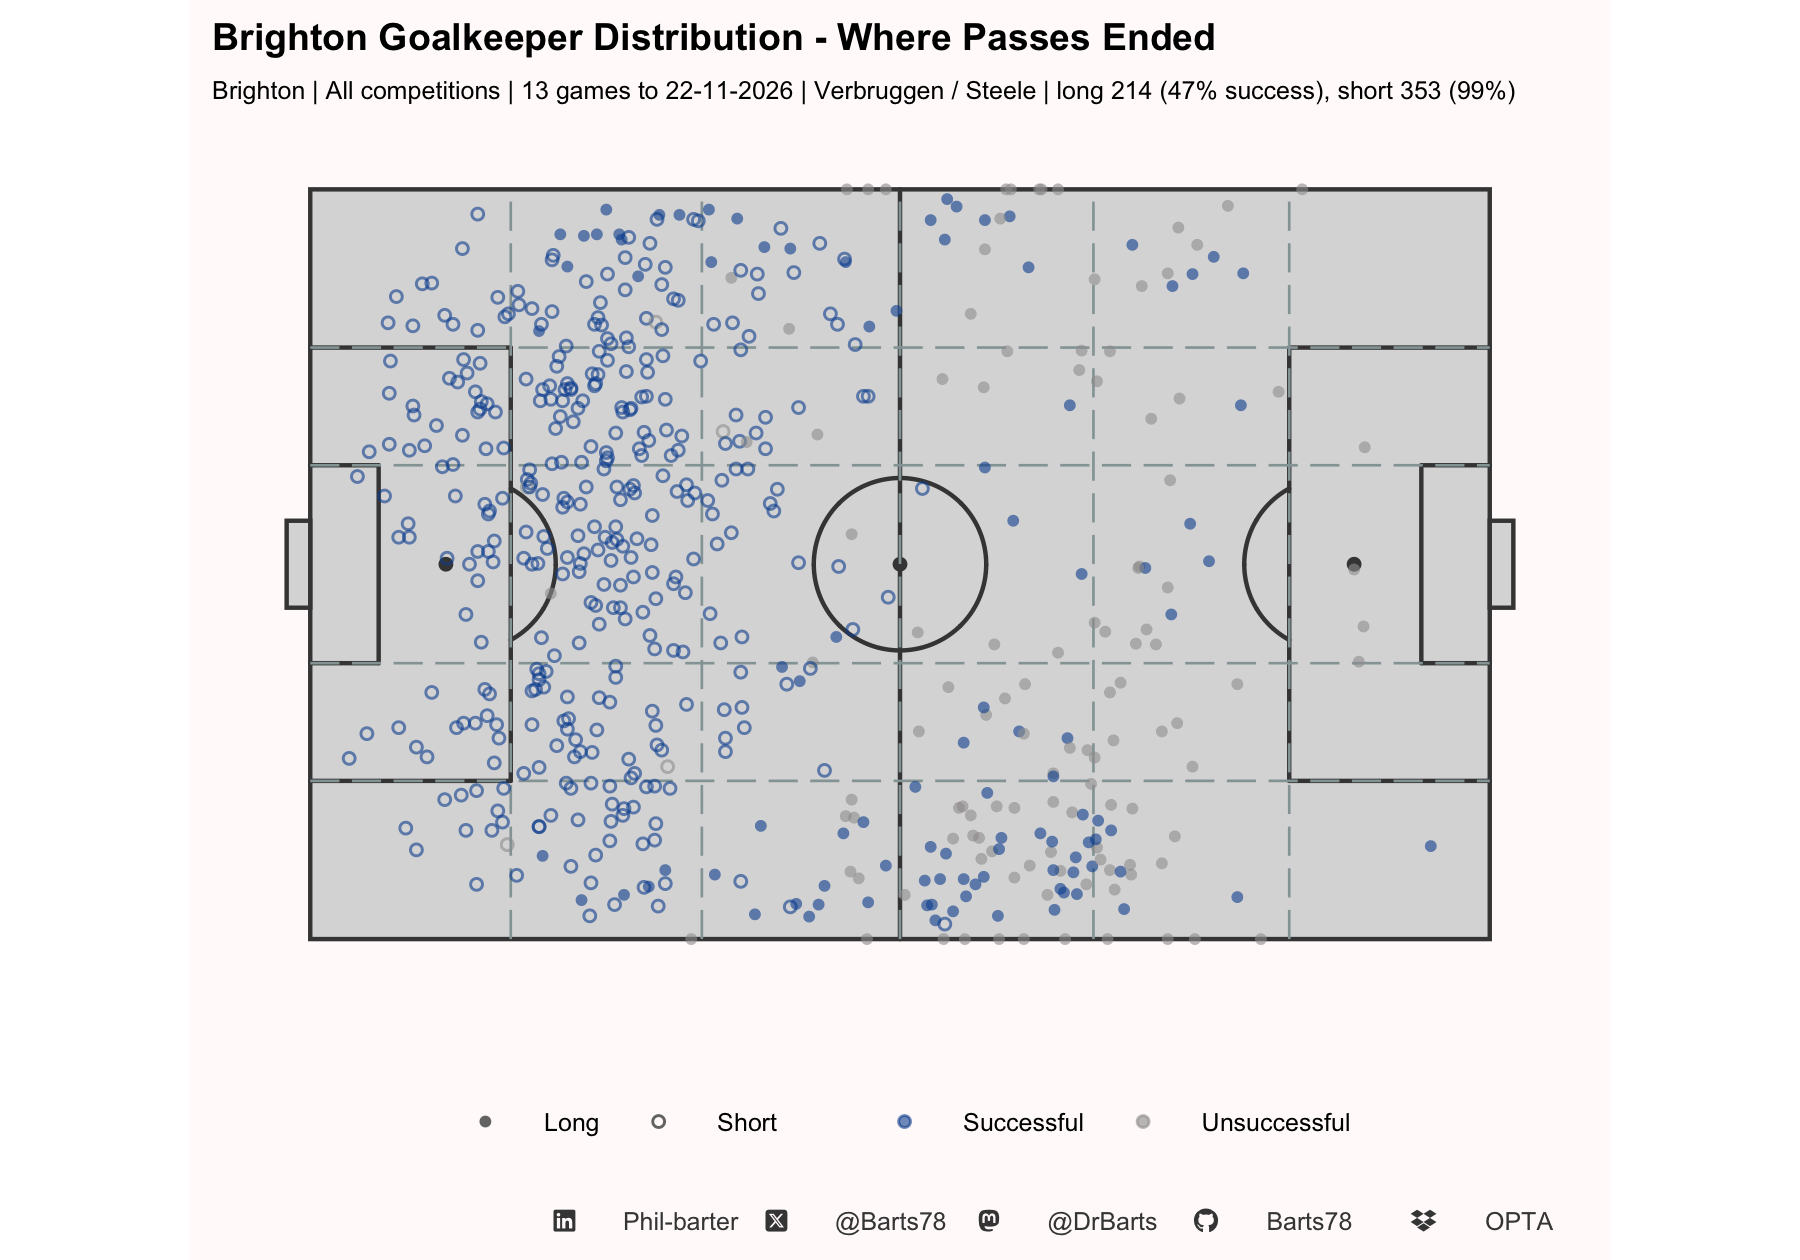 Brighton Goalkeeper Distribution - Where Passes Ended
Brighton | All competitions | 13 games to 22-11-2026 | Verbruggen / Steele | long 214 (47% success), short 353 (99%)
Long Short Successful Unsuccessful
Phil-barter @Barts78 @DrBarts Barts78 OPTA